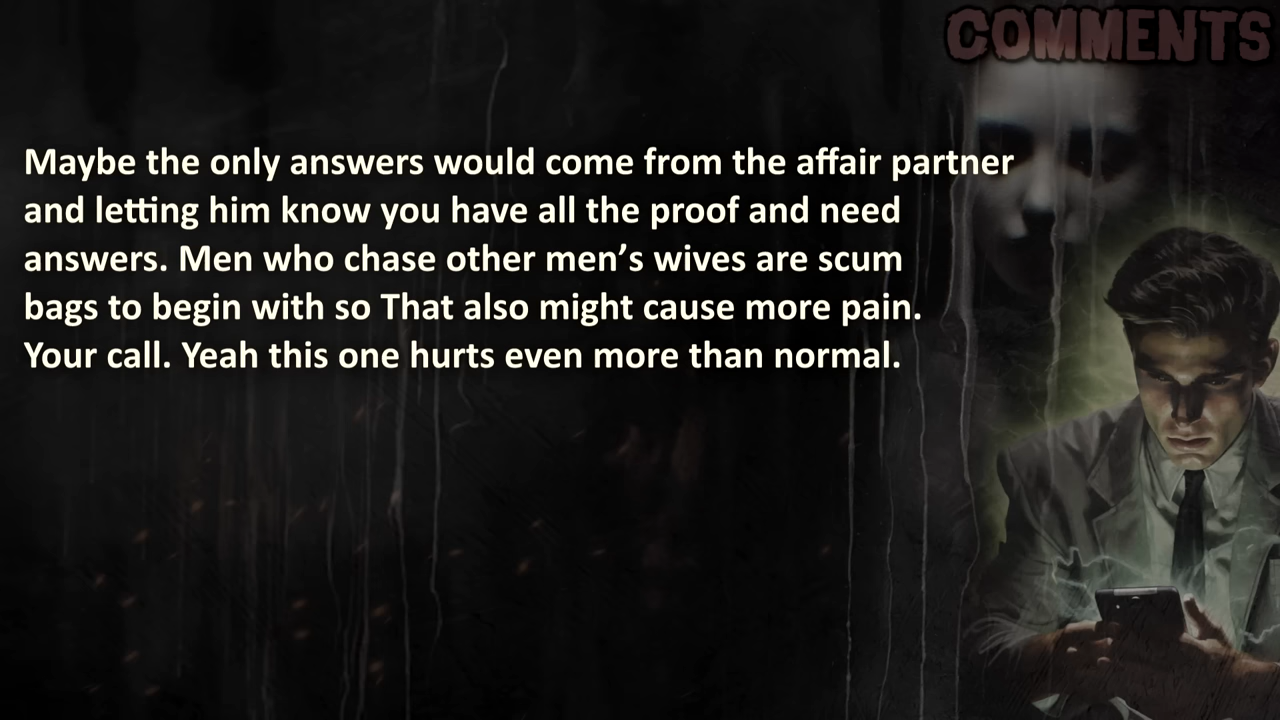 COMMENTS
Maybe the only answers would come from the affair partner
and letting him know you have all the proof and need
answers. Men who chase other men’s wives are scum
bags to begin with so That also might cause more pain.
Your call. Yeah this one hurts even more than normal.